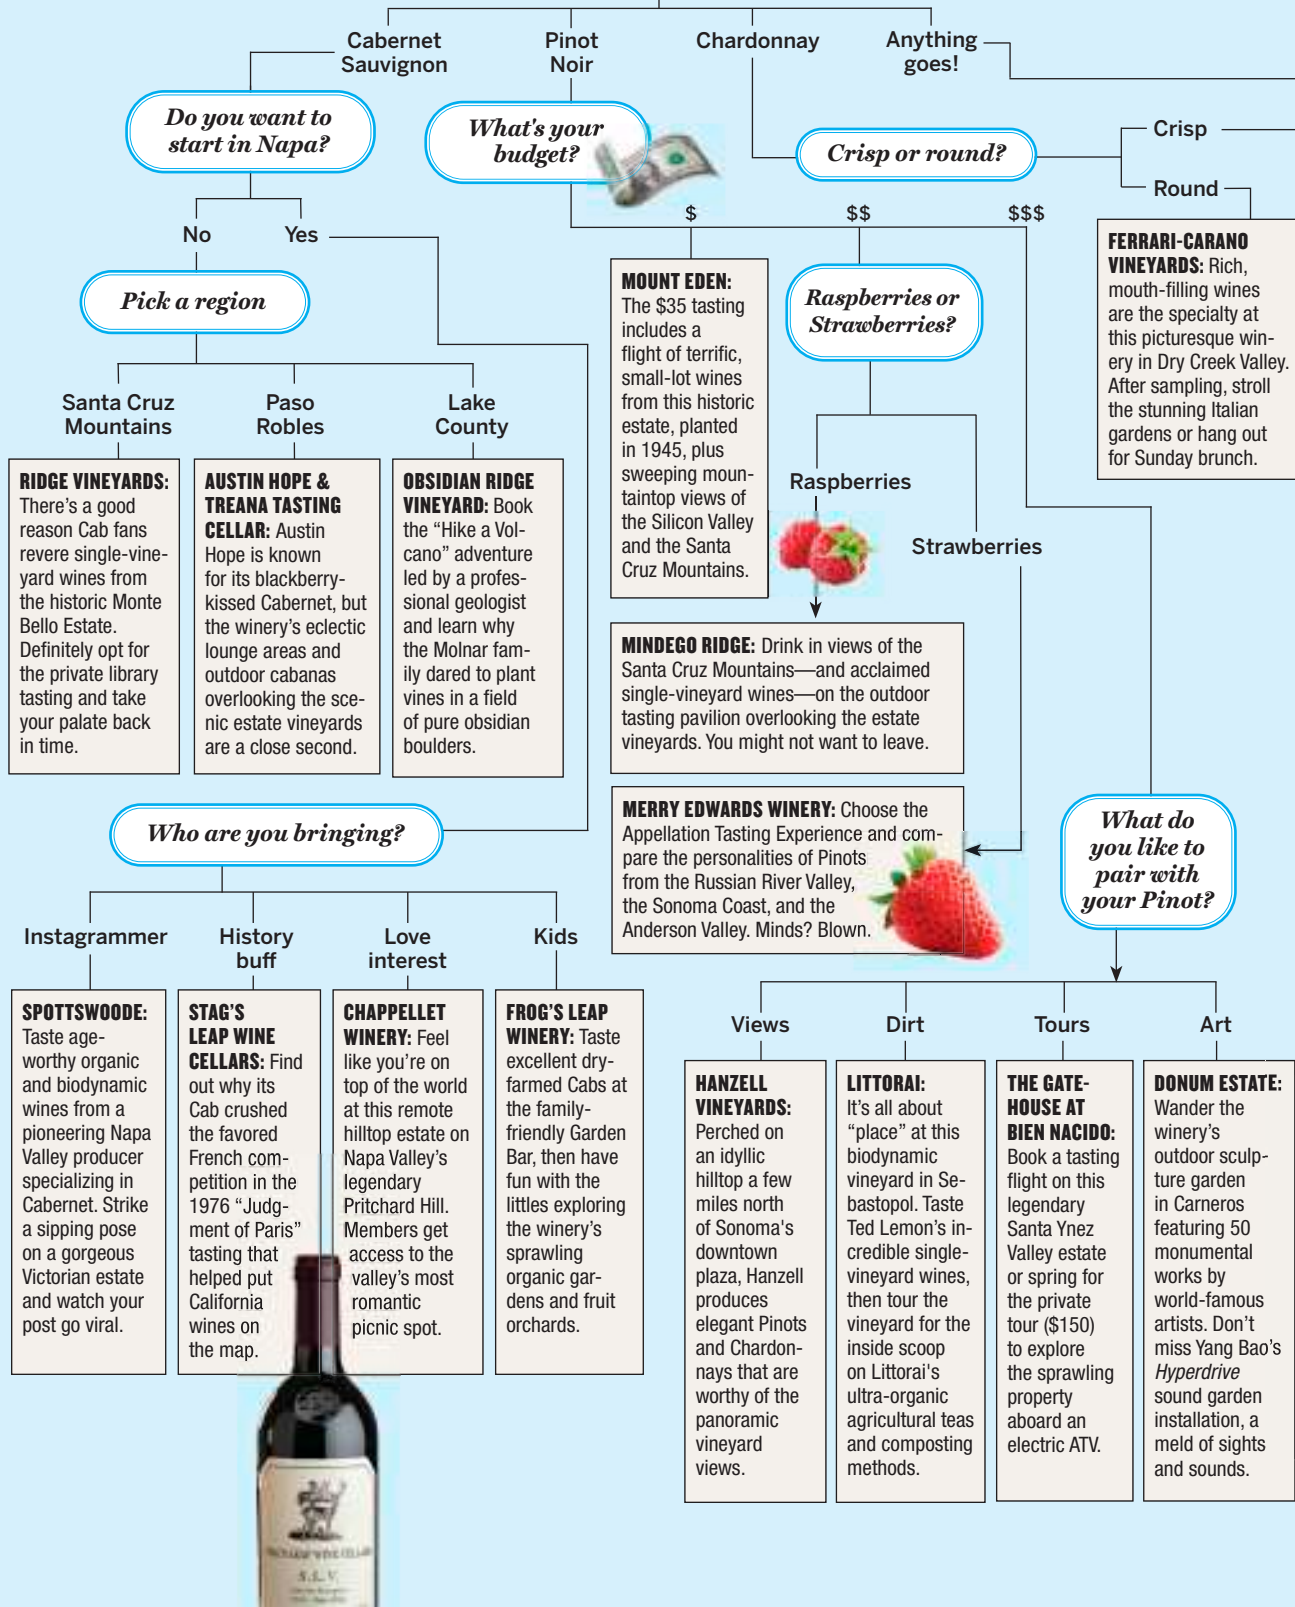 Cabernet
Sauvignon
Pinot
Noir
Chardonnay
Anything
goes!
Do you want to
start in Napa?
What's your
budget?
Crisp or round?
Crisp
Round
No
Yes
$
$$
$$$
Pick a region
Santa Cruz
Mountains
Paso
Robles
Lake
County
RIDGE VINEYARDS:
There’s a good
reason Cab fans
revere single-vine-
yard wines from
the historic Monte
Bello Estate.
Definitely opt for
the private library
tasting and take
your palate back
in time.
AUSTIN HOPE &
TREANA TASTING
CELLAR: Austin
Hope is known
for its blackberry-
kissed Cabernet, but
the winery’s eclectic
lounge areas and
outdoor cabanas
overlooking the sce-
nic estate vineyards
are a close second.
OBSIDIAN RIDGE
VINEYARD: Book
the “Hike a Vol-
cano” adventure
led by a profes-
sional geologist
and learn why
the Molnar fam-
ily dared to plant
vines in a field
of pure obsidian
boulders.
MOUNT EDEN:
The $35 tasting
includes a
flight of terrific,
small-lot wines
from this historic
estate, planted
in 1945, plus
sweeping moun-
taintop views of
the Silicon Valley
and the Santa
Cruz Mountains.
Raspberries or
Strawberries?
Raspberries
Strawberries
FERRARI-CARANO
VINEYARDS: Rich,
mouth-filling wines
are the specialty at
this picturesque win-
ery in Dry Creek Valley.
After sampling, stroll
the stunning Italian
gardens or hang out
for Sunday brunch.
MINDEGO RIDGE: Drink in views of the
Santa Cruz Mountains—and acclaimed
single-vineyard wines—on the outdoor
tasting pavilion overlooking the estate
vineyards. You might not want to leave.
MERRY EDWARDS WINERY: Choose the
Appellation Tasting Experience and com-
pare the personalities of Pinots
from the Russian River Valley,
the Sonoma Coast, and the
Anderson Valley. Minds? Blown.
Who are you bringing?
Instagrammer
History
buff
Love
interest
Kids
SPOTTSWOODE:
Taste age-
worthy organic
and biodynamic
wines from a
pioneering Napa
Valley producer
specializing in
Cabernet. Strike
a sipping pose
on a gorgeous
Victorian estate
and watch your
post go viral.
STAG’S
LEAP WINE
CELLARS: Find
out why its
Cab crushed
the favored
French com-
petition in the
1976 “Judg-
ment of Paris”
tasting that
helped put
California
wines on
the map.
CHAPPELLET
WINERY: Feel
like you’re on
top of the world
at this remote
hilltop estate on
Napa Valley’s
legendary
Pritchard Hill.
Members get
access to the
valley’s most
romantic
picnic spot.
FROG’S LEAP
WINERY: Taste
excellent dry-
farmed Cabs at
the family-
friendly Garden
Bar, then have
fun with the
littles exploring
the winery’s
sprawling
organic gar-
dens and fruit
orchards.
What do
you like to
pair with
your Pinot?
Views
Dirt
Tours
Art
HANZELL
VINEYARDS:
Perched on
an idyllic
hilltop a few
miles north
of Sonoma's
downtown
plaza, Hanzell
produces
elegant Pinots
and Chardon-
nays that are
worthy of the
panoramic
vineyard
views.
LITTORAI:
It’s all about
“place” at this
biodynamic
vineyard in Se-
bastopol. Taste
Ted Lemon’s in-
credible single-
vineyard wines,
then tour the
vineyard for the
inside scoop
on Littorai's
ultra-organic
agricultural teas
and composting
methods.
THE GATE-
HOUSE AT
BIEN NACIDO:
Book a tasting
flight on this
legendary
Santa Ynez
Valley estate
or spring for
the private
tour ($150)
to explore
the sprawling
property
aboard an
electric ATV.
DONUM ESTATE:
Wander the
winery’s
outdoor sculp-
ture garden
in Carneros
featuring 50
monumental
works by
world-famous
artists. Don’t
miss Yang Bao’s
Hyperdrive
sound garden
installation, a
meld of sights
and sounds.
S.L.V.